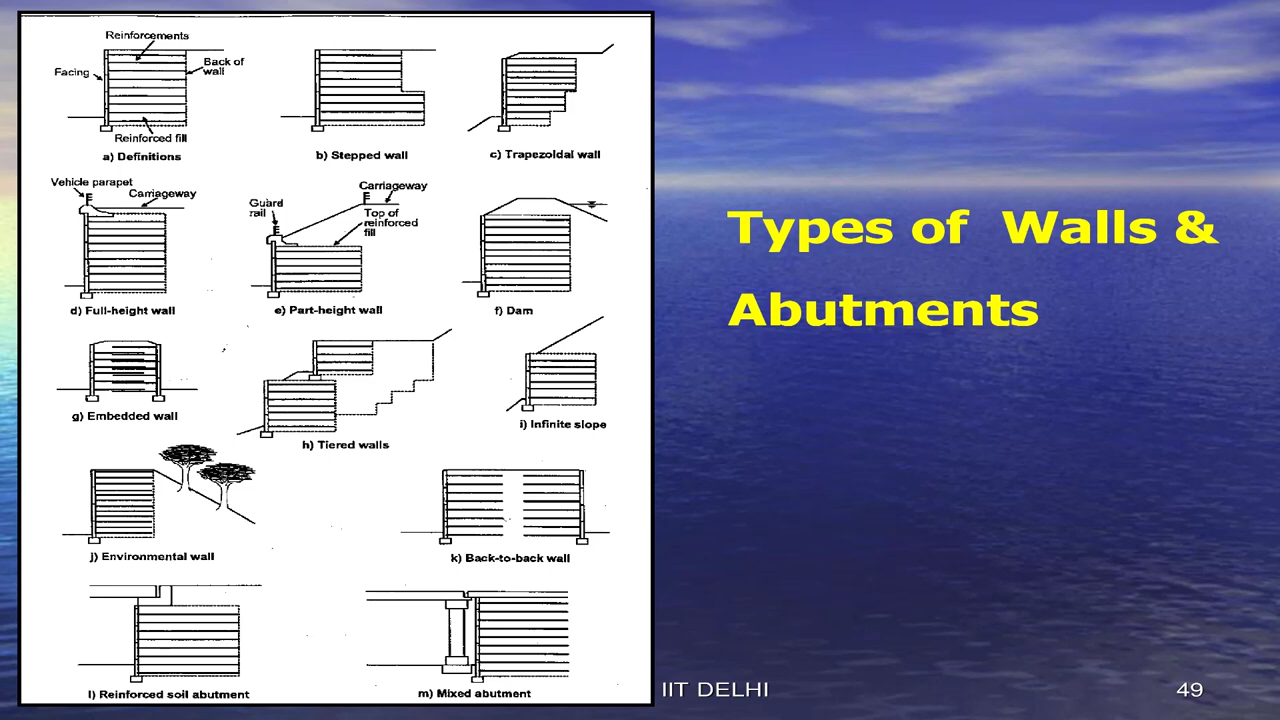 Reinforcements
Facing
Back of
wall
Reinforced fill
a) Definitions
b) Stepped wall
c) Trapezoidal wall
Vehicle parapet
Carriageway
d) Full-height wall
Guard
rail
Carriageway
Top of
reinforced
fill
e) Part-height wall
f) Dam
g) Embedded wall
h) Tiered walls
i) Infinite slope
j) Environmental wall
k) Back-to-back wall
l) Reinforced soil abutment
m) Mixed abutment
Types of Walls &
Abutments
IIT DELHI
49